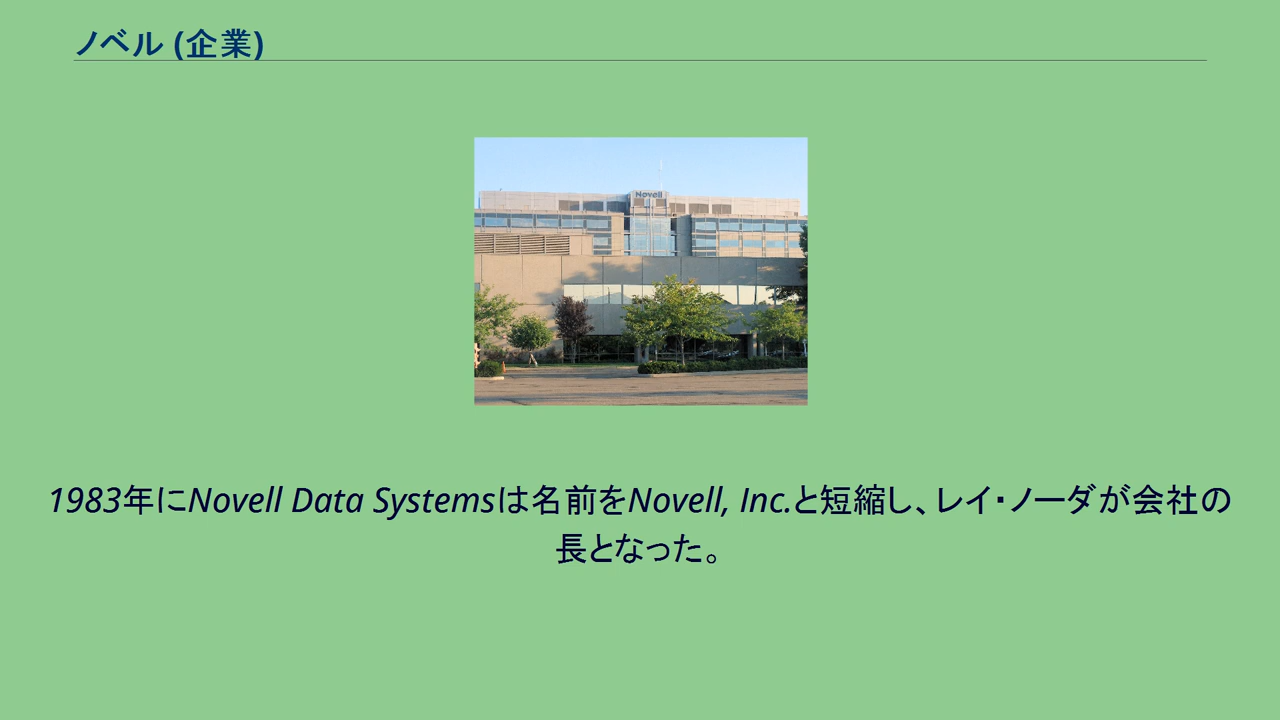 ノベル (企業)
Novell
1983年にNovell Data Systemsは名前をNovell, Inc.と短縮し、レイ・ノーダが会社の
長となった。